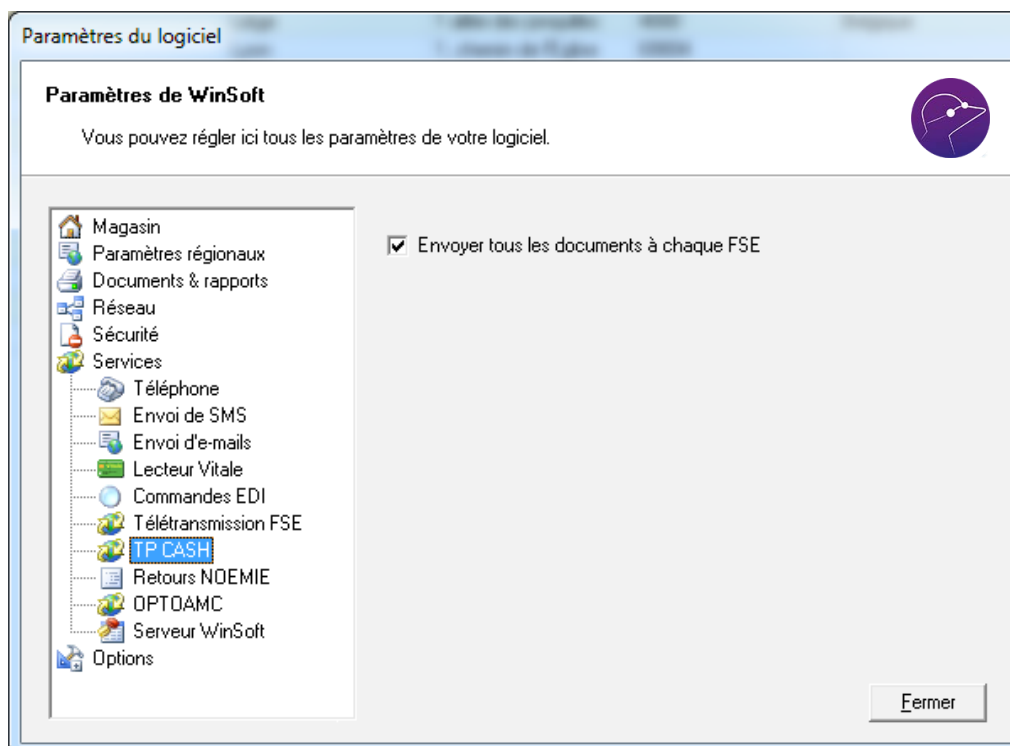 Paramètres du logiciel
Paramètres de WinSoft
Vous pouvez régler ici tous les paramètres de votre logiciel.
Magasin
Paramètres régionaux
Documents & rapports
Réseau
Sécurité
Services
Téléphone
Envoi de SMS
Envoi d'e-mails
Lecteur Vitale
Commandes EDI
Télétransmission FSE
TP CASH
Retours NOEMIE
OPTOAMC
Serveur WinSoft
Options
Envoyer tous les documents à chaque FSE
Fermer